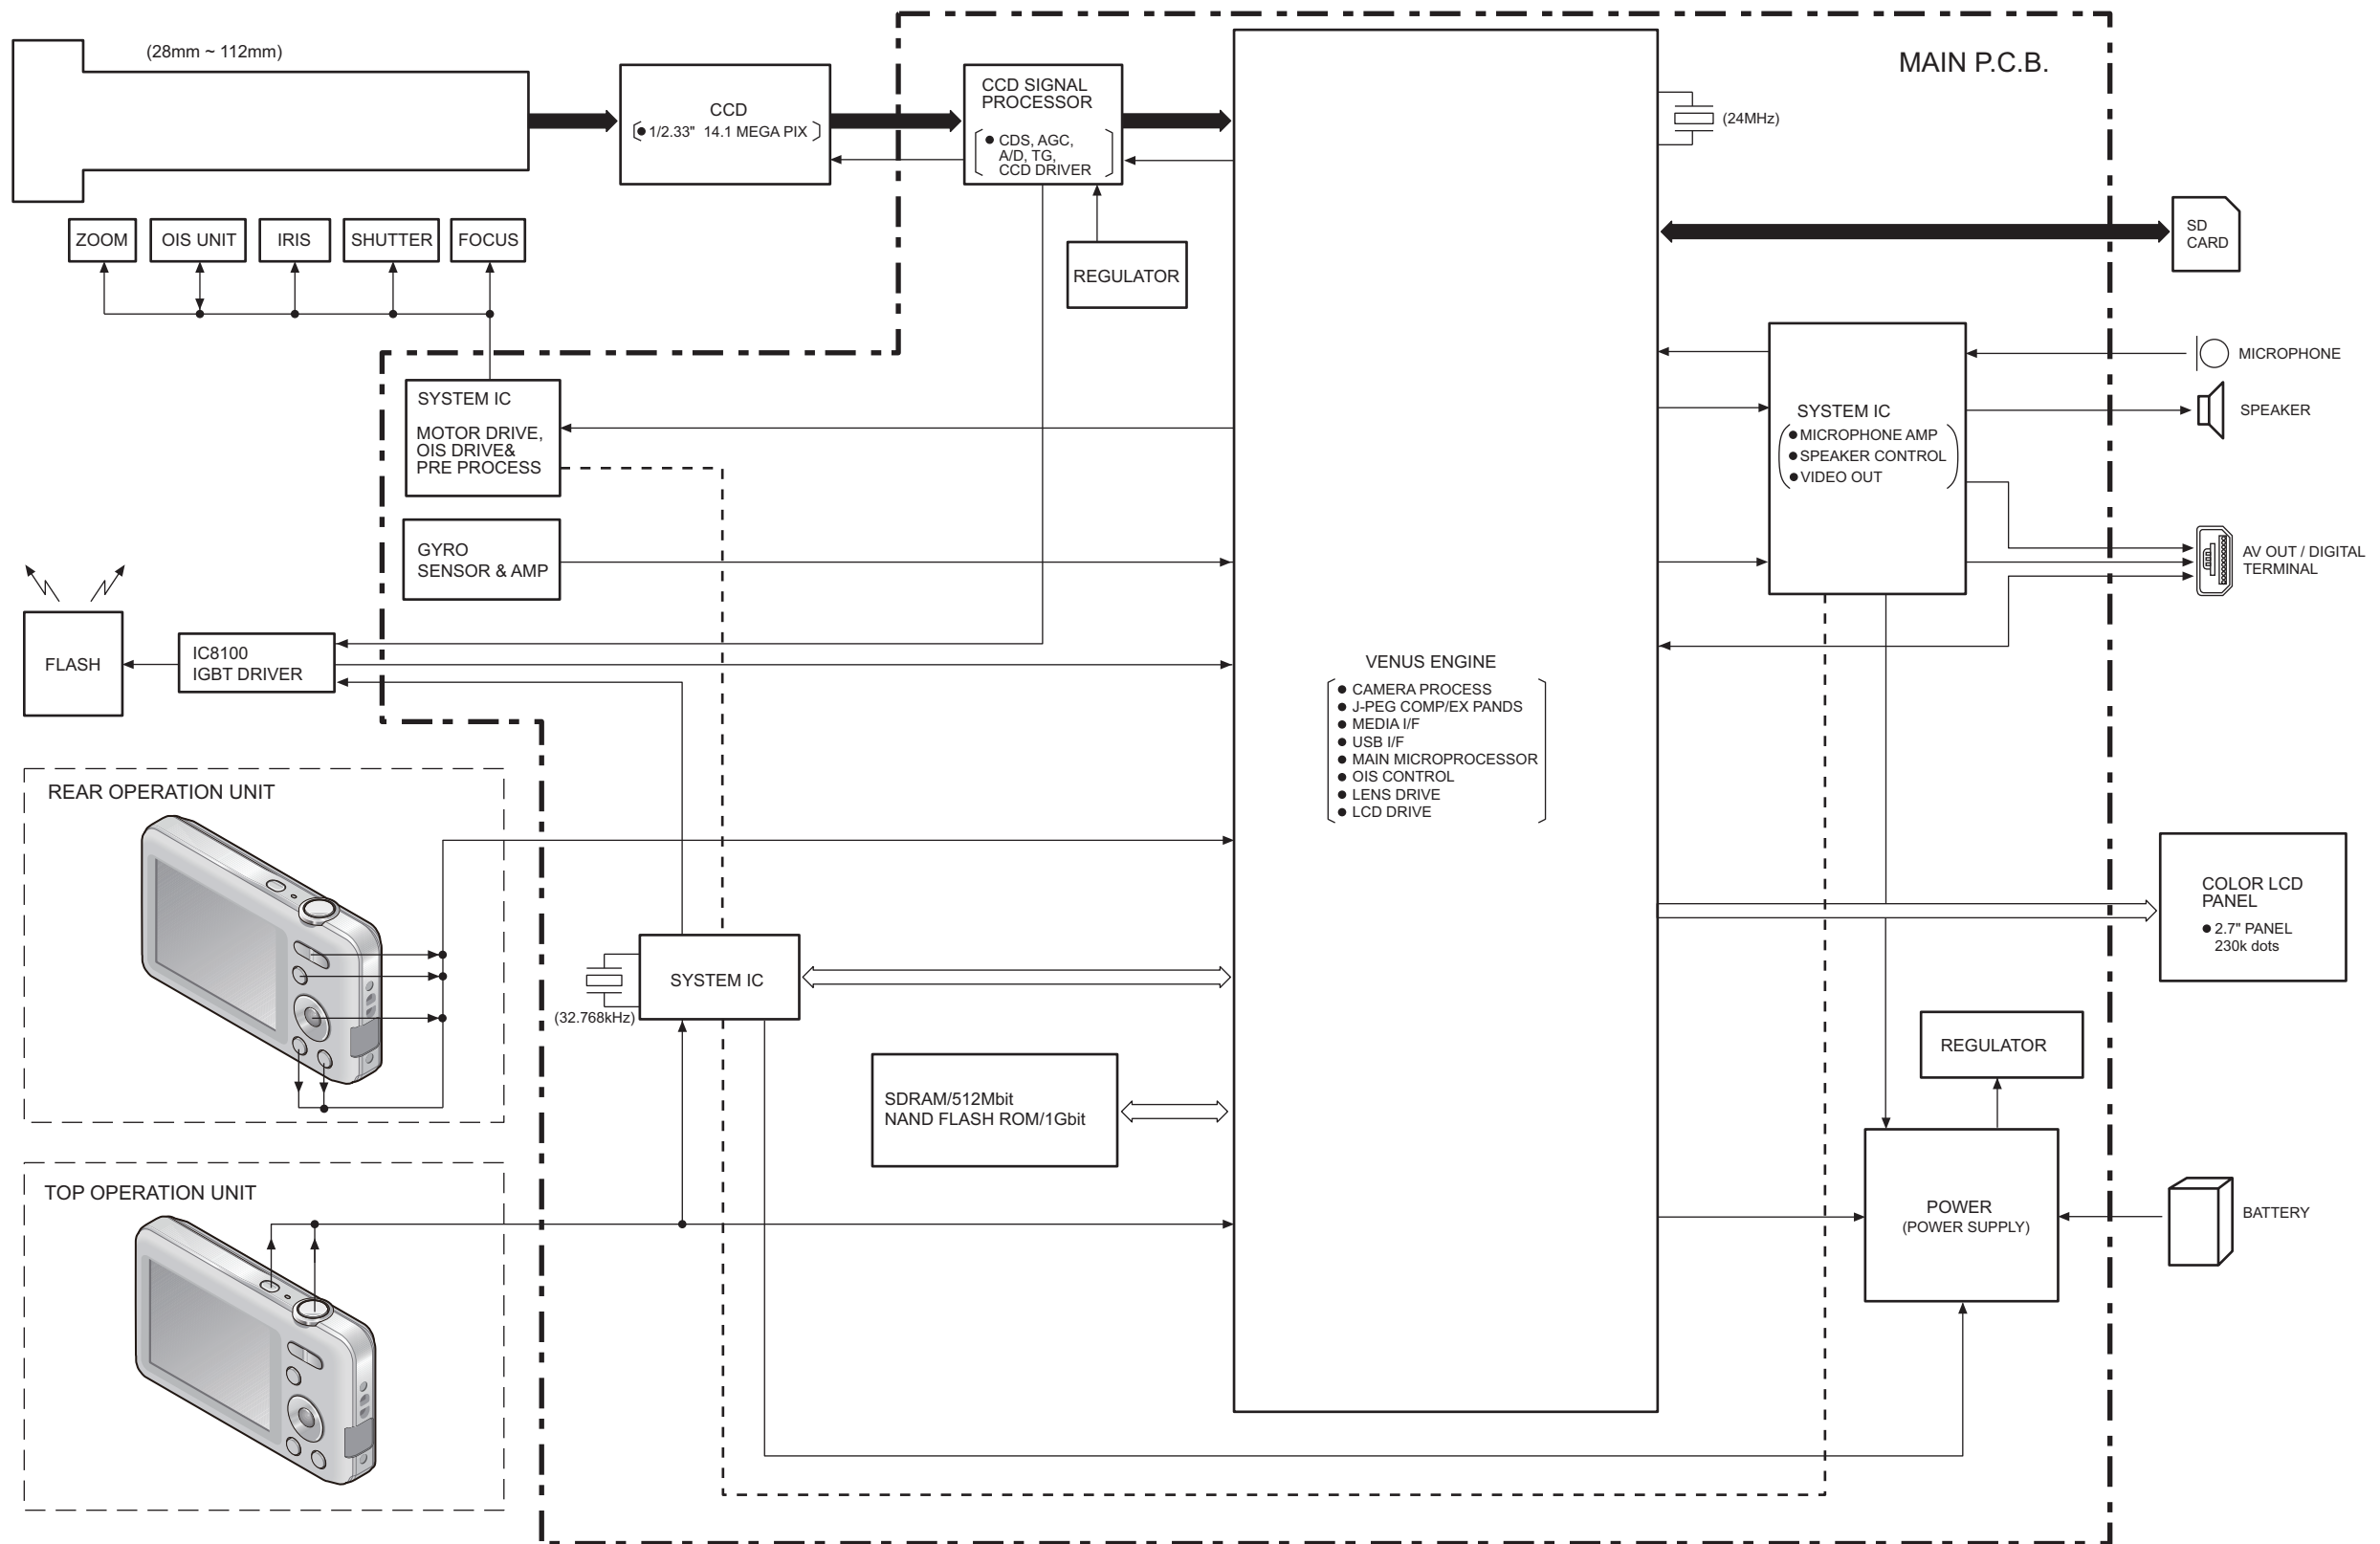 (28mm ~ 112mm)
MAIN P.C.B.
CCD
● 1/2.33" 14.1 MEGA PIX
CCD SIGNAL
PROCESSOR
● CDS, AGC,
A/D, TG,
CCD DRIVER
(24MHz)
ZOOM
OIS UNIT
IRIS
SHUTTER
FOCUS
REGULATOR
SD
CARD
SYSTEM IC
MOTOR DRIVE,
OIS DRIVE&
PRE PROCESS
MICROPHONE
SPEAKER
SYSTEM IC
● MICROPHONE AMP
● SPEAKER CONTROL
● VIDEO OUT
GYRO
SENSOR & AMP
AV OUT / DIGITAL
TERMINAL
FLASH
IC8100
IGBT DRIVER
VENUS ENGINE
● CAMERA PROCESS
● J-PEG COMP/EX PANDS
● MEDIA I/F
● USB I/F
● MAIN MICROPROCESSOR
● OIS CONTROL
● LENS DRIVE
● LCD DRIVE
REAR OPERATION UNIT
COLOR LCD
PANEL
● 2.7" PANEL
230k dots
SYSTEM IC
(32.768kHz)
REGULATOR
SDRAM/512Mbit
NAND FLASH ROM/1Gbit
TOP OPERATION UNIT
POWER
(POWER SUPPLY)
BATTERY